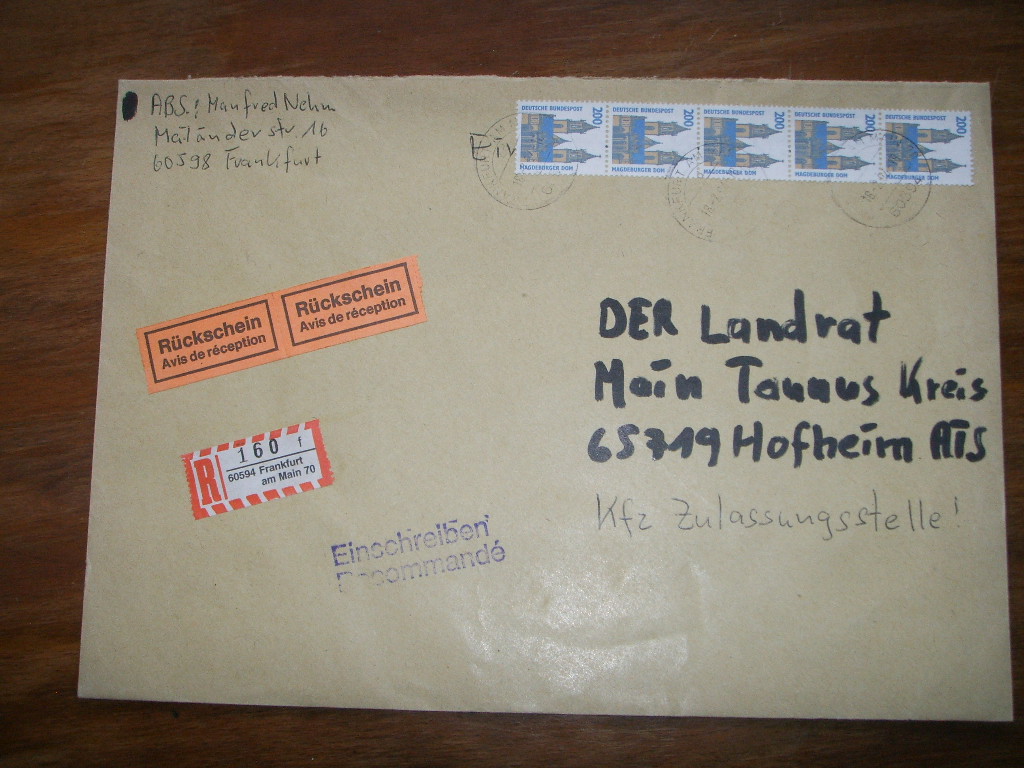 ABS.: Manfred Nehm
Mailänder str. 16
60598 Frankfurt
DEUTSCHE BUNDESPOST
200
MAGDEBURGER DOM
DEUTSCHE BUNDESPOST
200
MAGDEBURGER DOM
DEUTSCHE BUNDESPOST
200
MAGDEBURGER DOM
DEUTSCHE BUNDESPOST
200
MAGDEBURGER DOM
DEUTSCHE BUNDESPOST
200
MAGDEBURGER DOM
Rückschein
Avis de réception
Rückschein
Avis de réception
DER Landrat
Main Taunus Kreis
65719 Hofheim a/TS
Kfz Zulassungsstelle!
R
160 f
60594 Frankfurt
am Main 70
Einschreiben
Recommandé